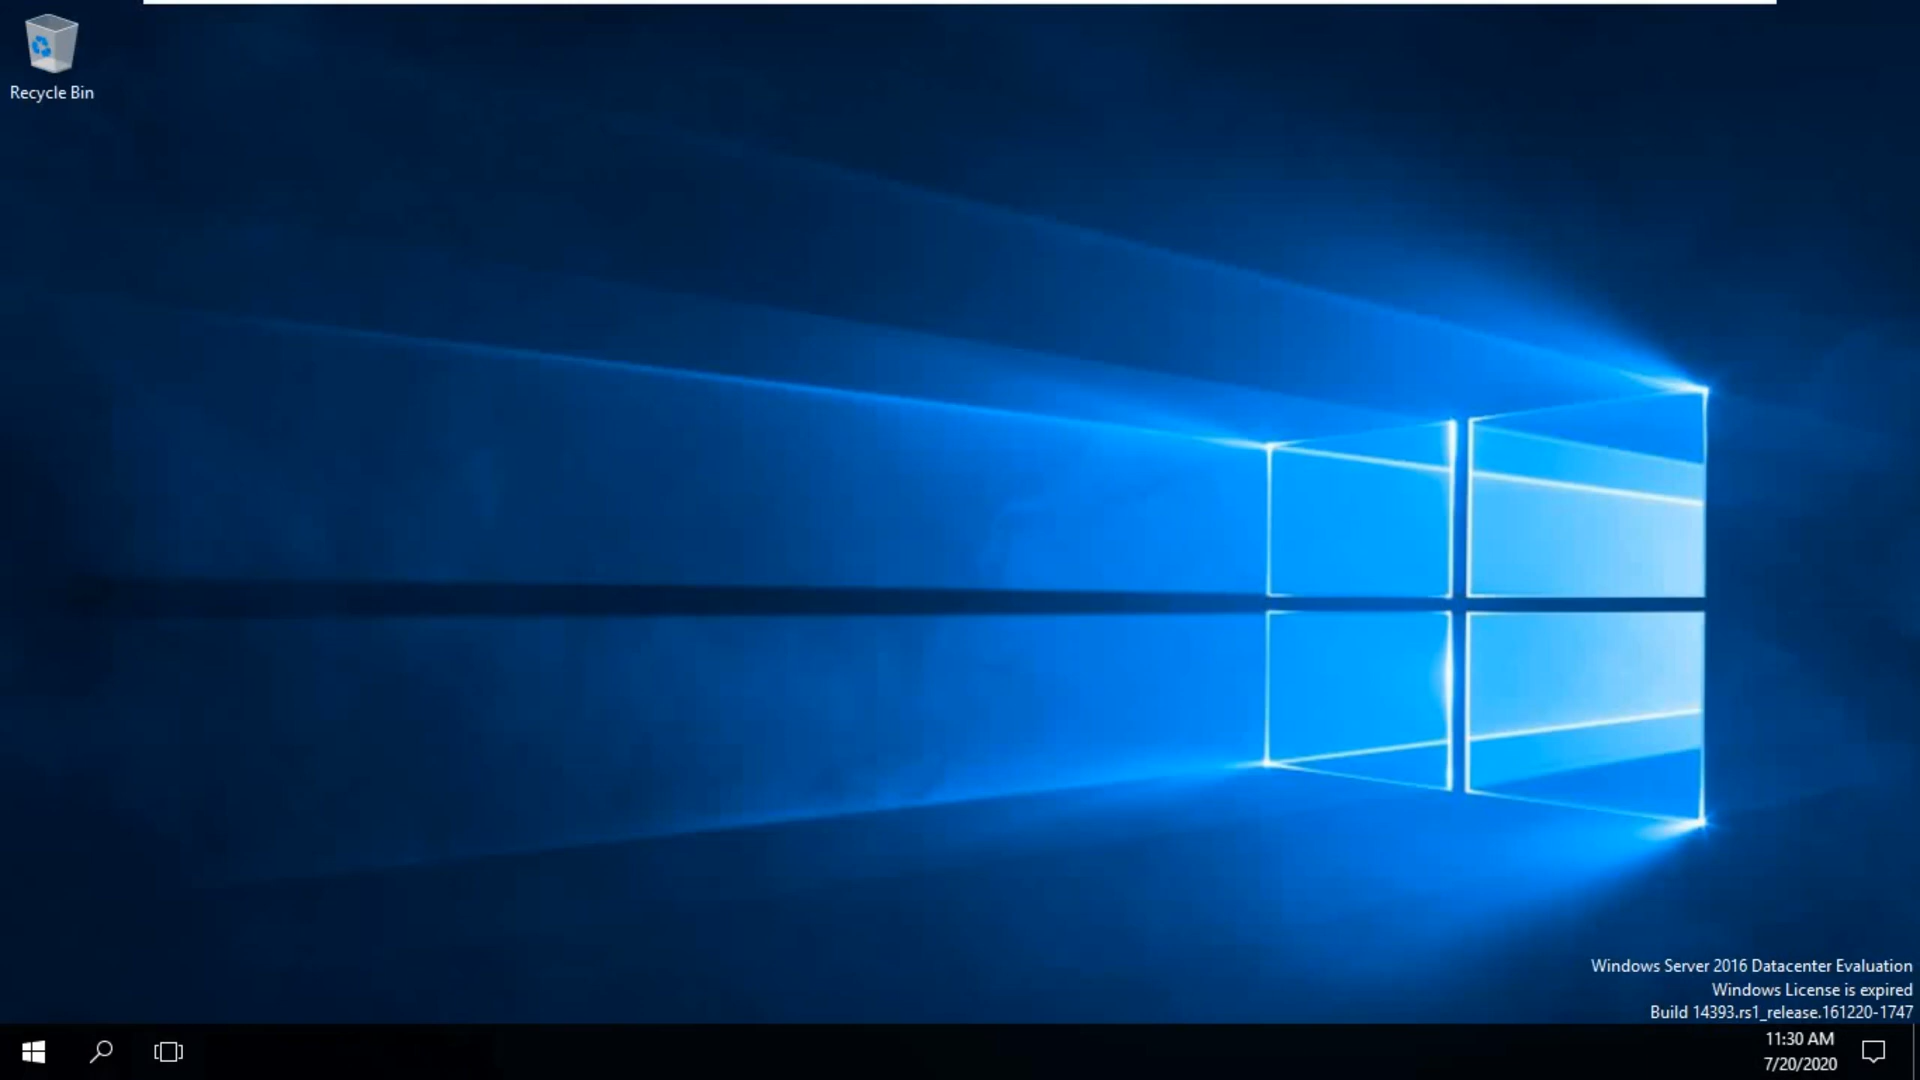 Recycle Bin
Windows Server 2016 Datacenter Evaluation
Windows License is expired
Build 14393.rs1_release.161220-1747
11:30 AM
7/20/2020